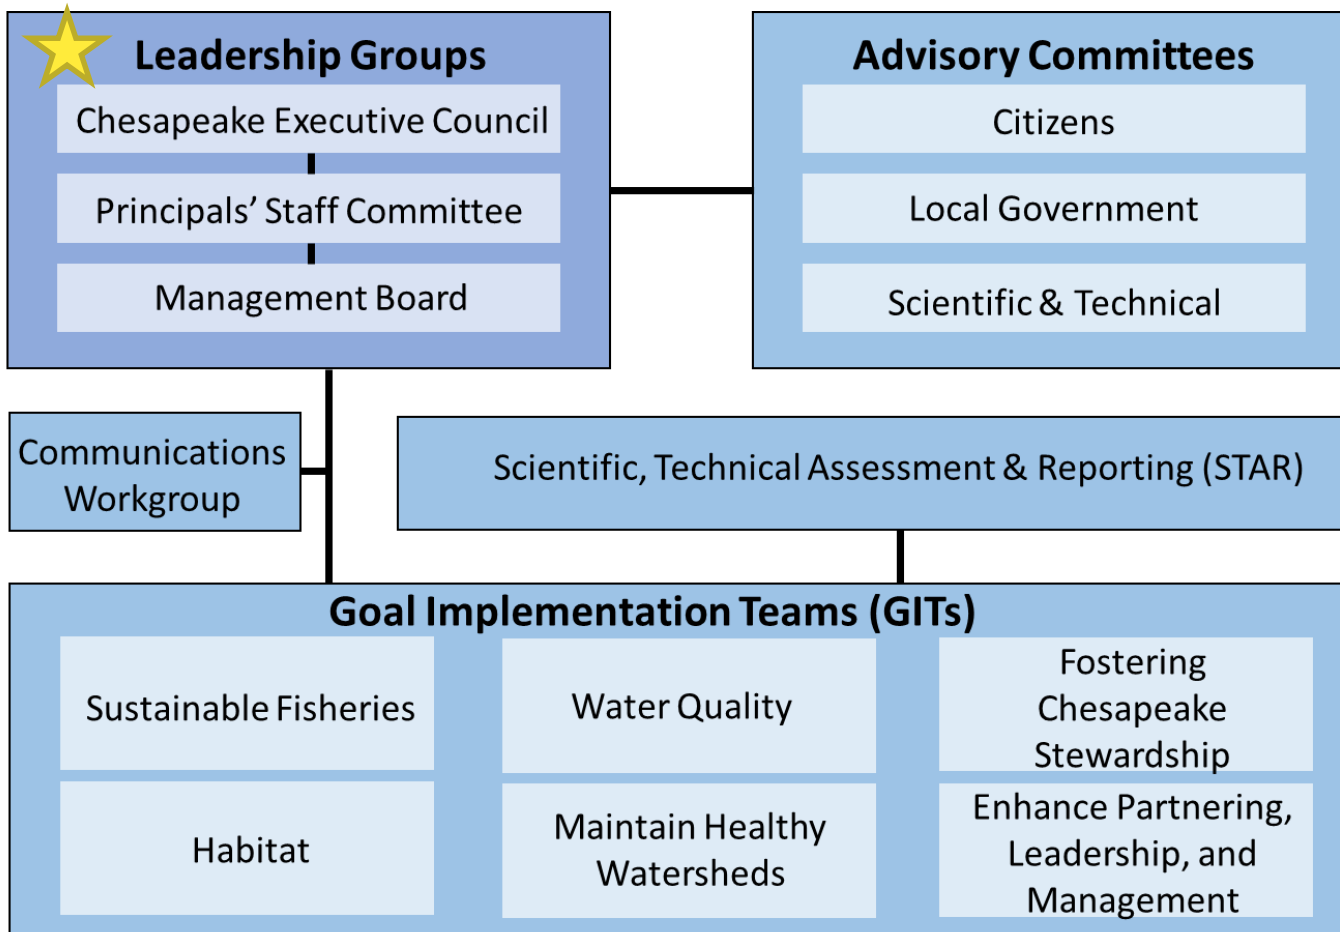 Leadership Groups
Chesapeake Executive Council
Principals’ Staff Committee
Management Board
Advisory Committees
Citizens
Local Government
Scientific & Technical
Communications
Workgroup
Scientific, Technical Assessment & Reporting (STAR)
Goal Implementation Teams (GITs)
Sustainable Fisheries
Water Quality
Fostering
Chesapeake
Stewardship
Habitat
Maintain Healthy
Watersheds
Enhance Partnering,
Leadership, and
Management